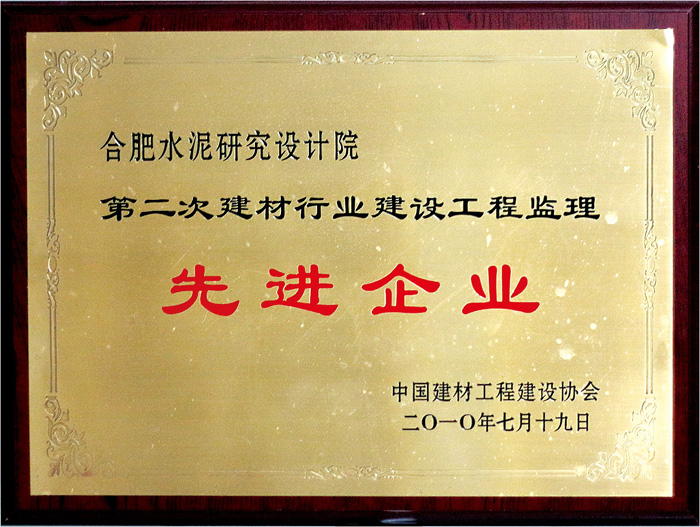 合肥水泥研究设计院
第二次建材行业建设工程监理
先进企业
中国建材工程建设协会
二〇一〇年七月十九日